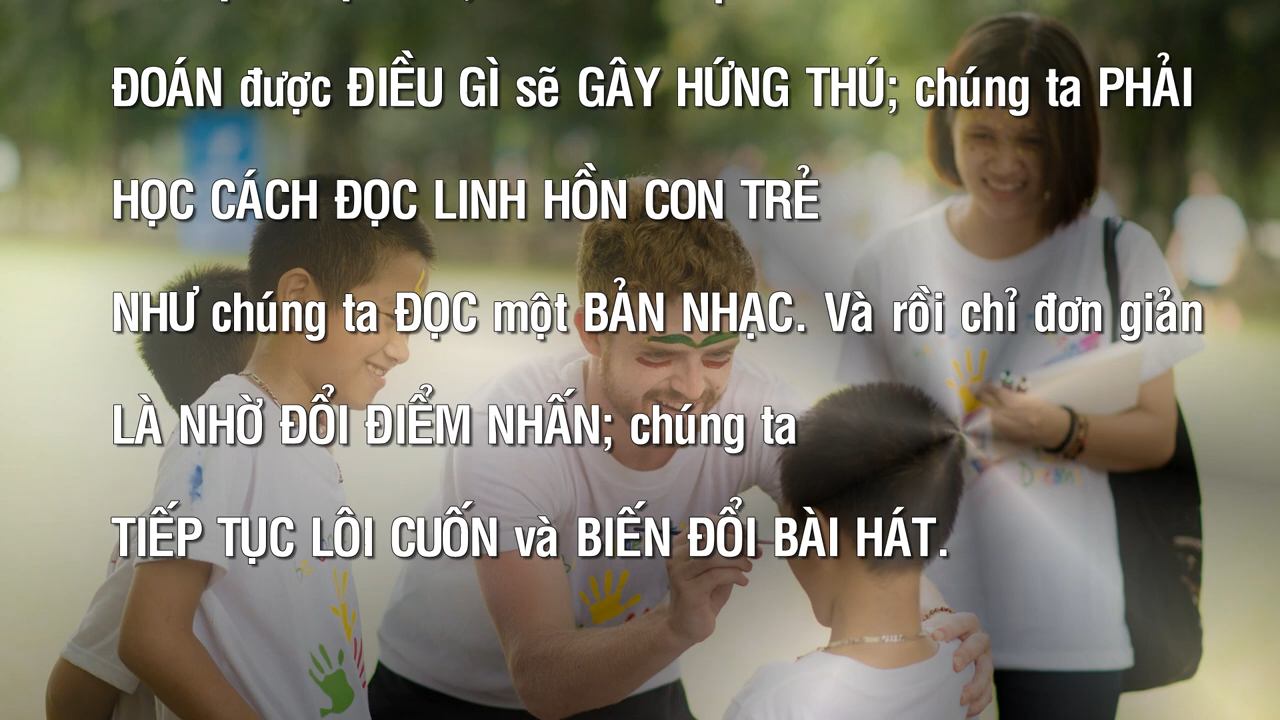 ĐOÁN được ĐIỀU GÌ sẽ GÂY HỨNG THÚ; chúng ta PHẢI
HỌC CÁCH ĐỌC LINH HỒN CON TRẺ
NHƯ chúng ta ĐỌC một BẢN NHẠC. Và rồi chỉ đơn giản
LÀ NHỜ ĐỔI ĐIỂM NHẤN; chúng ta
TIẾP TỤC LÔI CUỐN và BIẾN ĐỔI BÀI HÁT.